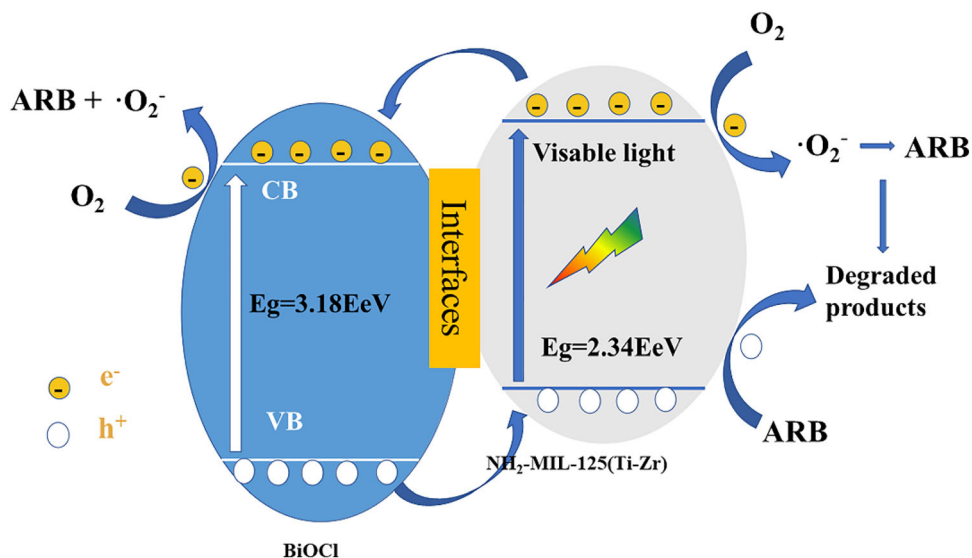 O₂
ARB + ·O₂⁻
Visable light
·O₂⁻
ARB
CB
O₂
Interfaces
Degraded
products
Eg=3.18EeV
Eg=2.34EeV
e⁻
h⁺
VB
ARB
NH₂-MIL-125(Ti-Zr)
BiOCl